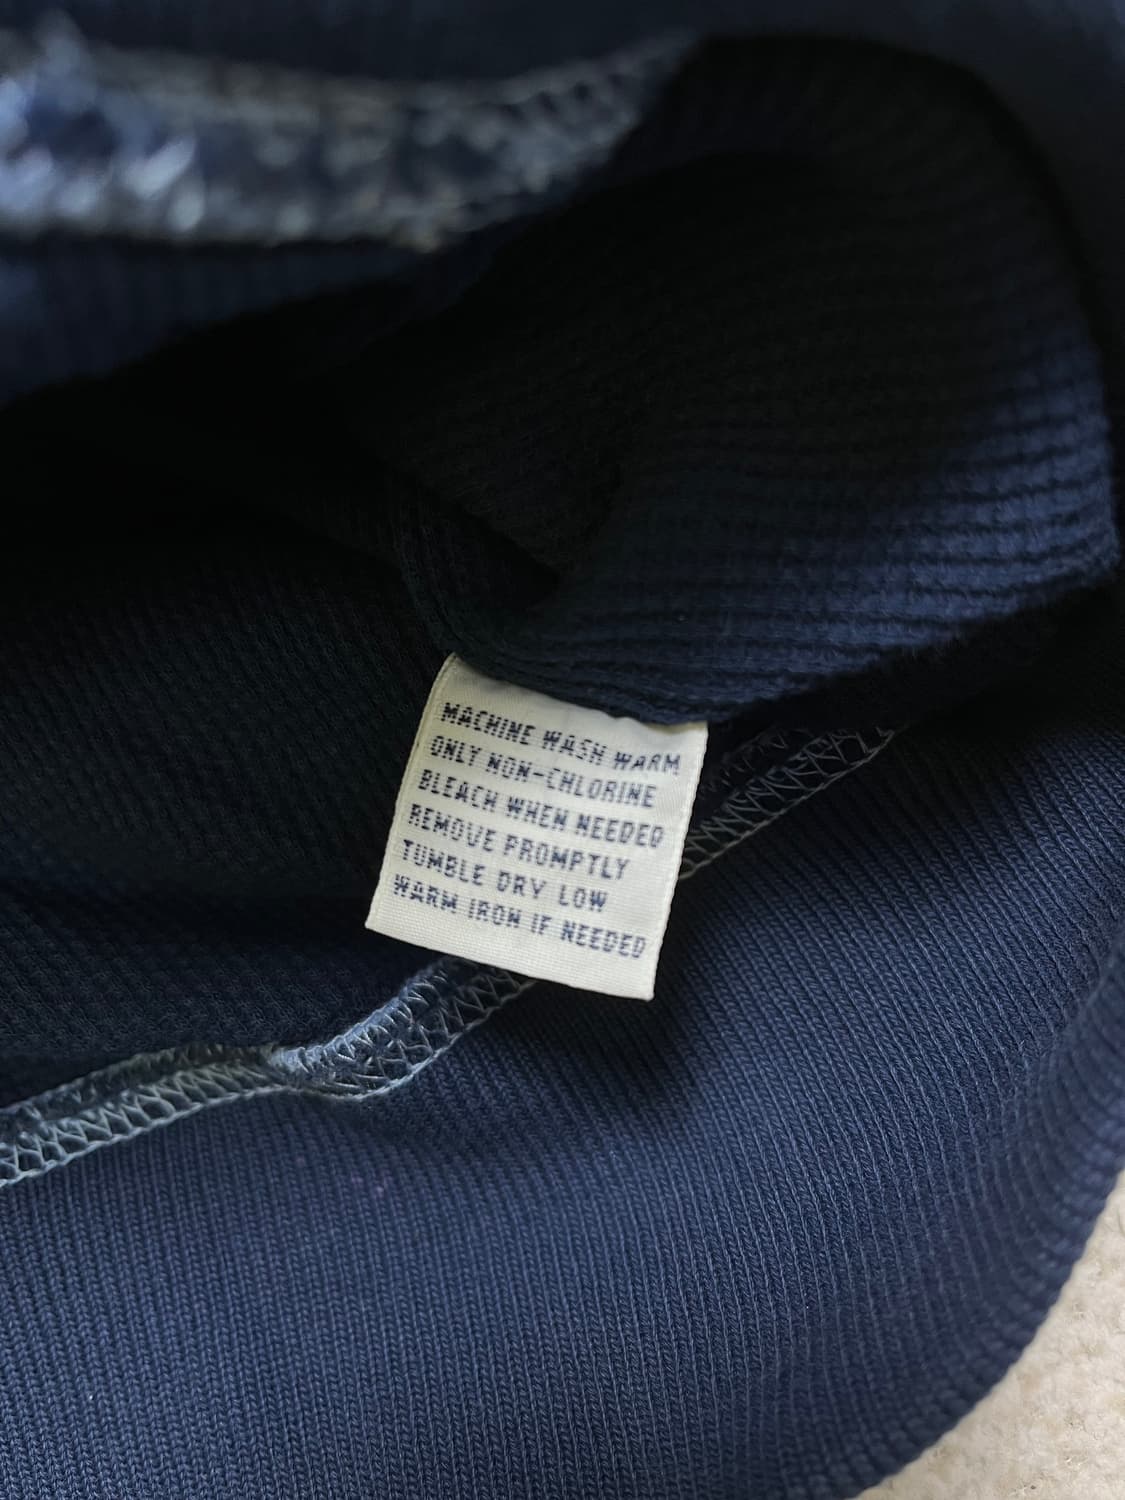 MACHINE WASH WARM
ONLY NON-CHLORINE
BLEACH WHEN NEEDED
REMOVE PROMPTLY
TUMBLE DRY LOW
WARM IRON IF NEEDED